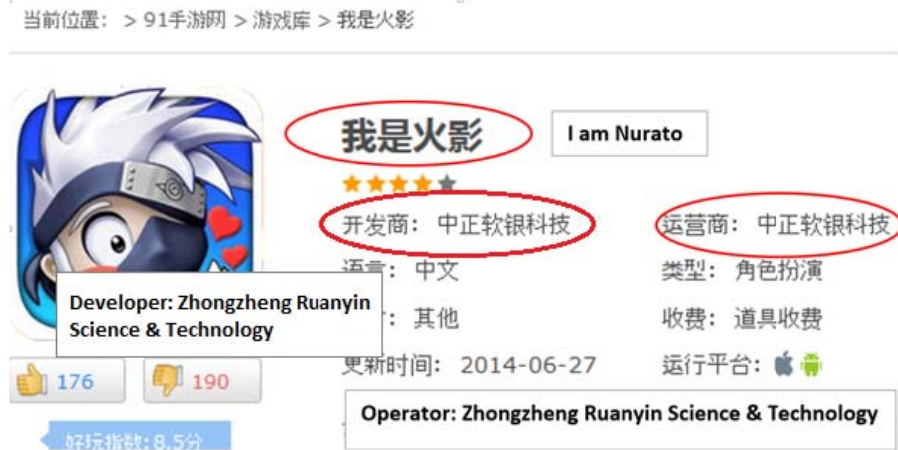 当前位置： > 91手游网 > 游戏库 > 我是火影
我是火影
I am Nurato
开发商： 中正软银科技
运营商： 中正软银科技
语言： 中文
类型： 角色扮演
Developer: Zhongzheng Ruanyin
Science & Technology
： 其他
收费： 道具收费
更新时间： 2014-06-27
运行平台：
176
190
Operator: Zhongzheng Ruanyin Science & Technology
好玩指数：8.5分